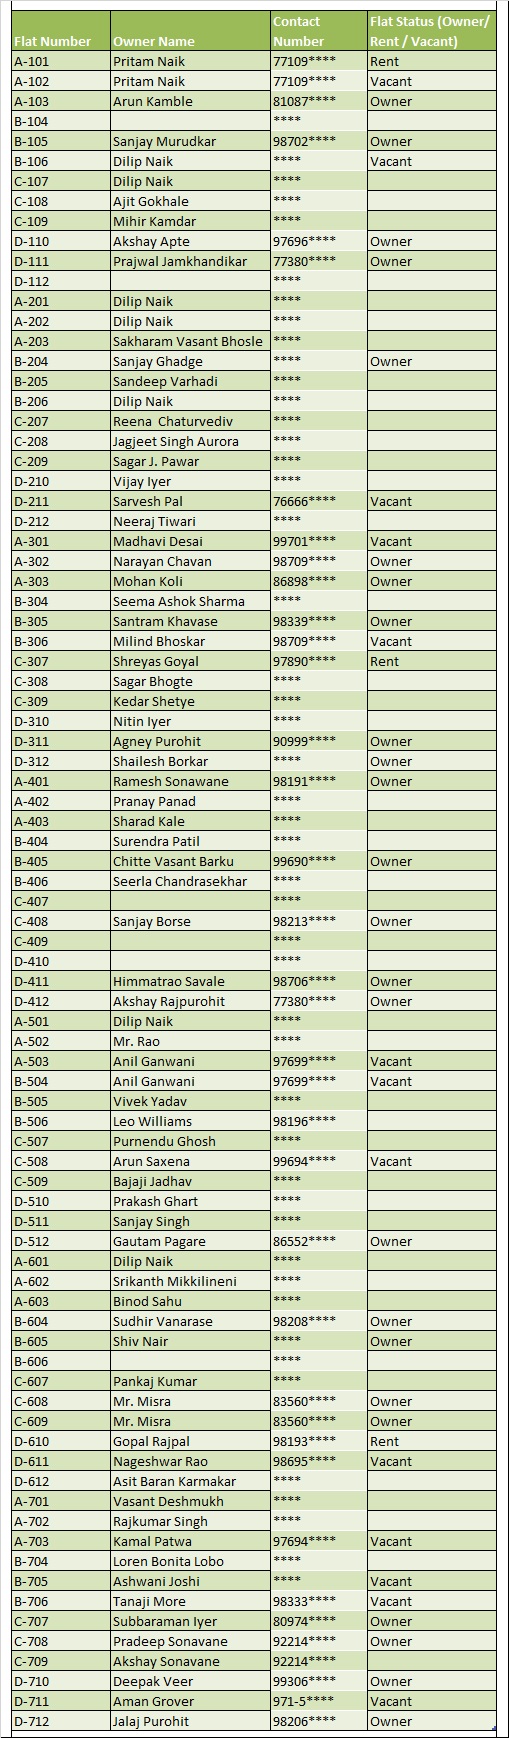 Flat Number Owner Name Contact Number Flat Status (Owner/ Rent / Vacant)
A-101 Pritam Naik 77109**** Rent
A-102 Pritam Naik 77109**** Vacant
A-103 Arun Kamble 81087**** Owner
B-104 ****
B-105 Sanjay Murudkar 98702**** Owner
B-106 Dilip Naik **** Vacant
C-107 Dilip Naik ****
C-108 Ajit Gokhale ****
C-109 Mihir Kamdar ****
D-110 Akshay Apte 97696**** Owner
D-111 Prajwal Jamkhandikar 77380**** Owner
D-112 ****
A-201 Dilip Naik ****
A-202 Dilip Naik ****
A-203 Sakharam Vasant Bhosle ****
B-204 Sanjay Ghadge **** Owner
B-205 Sandeep Varhadi ****
B-206 Dilip Naik ****
C-207 Reena Chaturvediv ****
C-208 Jagjeet Singh Aurora ****
C-209 Sagar J. Pawar ****
D-210 Vijay Iyer ****
D-211 Sarvesh Pal 76666**** Vacant
D-212 Neeraj Tiwari ****
A-301 Madhavi Desai 99701**** Vacant
A-302 Narayan Chavan 98709**** Owner
A-303 Mohan Koli 86898**** Owner
B-304 Seema Ashok Sharma ****
B-305 Santram Khavase 98339**** Owner
B-306 Milind Bhoskar 98709**** Vacant
C-307 Shreyas Goyal 97890**** Rent
C-308 Sagar Bhogte ****
C-309 Kedar Shetye ****
D-310 Nitin Iyer ****
D-311 Agney Purohit 90999**** Owner
D-312 Shailesh Borkar **** Owner
A-401 Ramesh Sonawane 98191**** Owner
A-402 Pranay Panad ****
A-403 Sharad Kale ****
B-404 Surendra Patil ****
B-405 Chitte Vasant Barku 99690**** Owner
B-406 Seerla Chandrasekhar ****
C-407 ****
C-408 Sanjay Borse 98213**** Owner
C-409 ****
D-410 ****
D-411 Himmatrao Savale 98706**** Owner
D-412 Akshay Rajpurohit 77380**** Owner
A-501 Dilip Naik ****
A-502 Mr. Rao ****
A-503 Anil Ganwani 97699**** Vacant
B-504 Anil Ganwani 97699**** Vacant
B-505 Vivek Yadav ****
B-506 Leo Williams 98196****
C-507 Purnendu Ghosh ****
C-508 Arun Saxena 99694**** Vacant
C-509 Bajaji Jadhav ****
D-510 Prakash Ghart ****
D-511 Sanjay Singh ****
D-512 Gautam Pagare 86552**** Owner
A-601 Dilip Naik ****
A-602 Srikanth Mikkilineni ****
A-603 Binod Sahu ****
B-604 Sudhir Vanarase 98208**** Owner
B-605 Shiv Nair **** Owner
B-606 ****
C-607 Pankaj Kumar ****
C-608 Mr. Misra 83560**** Owner
C-609 Mr. Misra 83560**** Owner
D-610 Gopal Rajpal 98193**** Rent
D-611 Nageshwar Rao 98695**** Vacant
D-612 Asit Baran Karmakar ****
A-701 Vasant Deshmukh ****
A-702 Rajkumar Singh ****
A-703 Kamal Patwa 97694**** Vacant
B-704 Loren Bonita Lobo ****
B-705 Ashwani Joshi **** Vacant
B-706 Tanaji More 98333**** Vacant
C-707 Subbaraman Iyer 80974**** Owner
C-708 Pradeep Sonavane 92214**** Owner
C-709 Akshay Sonavane 92214****
D-710 Deepak Veer 99306**** Owner
D-711 Aman Grover 971-5**** Vacant
D-712 Jalaj Purohit 98206**** Owner